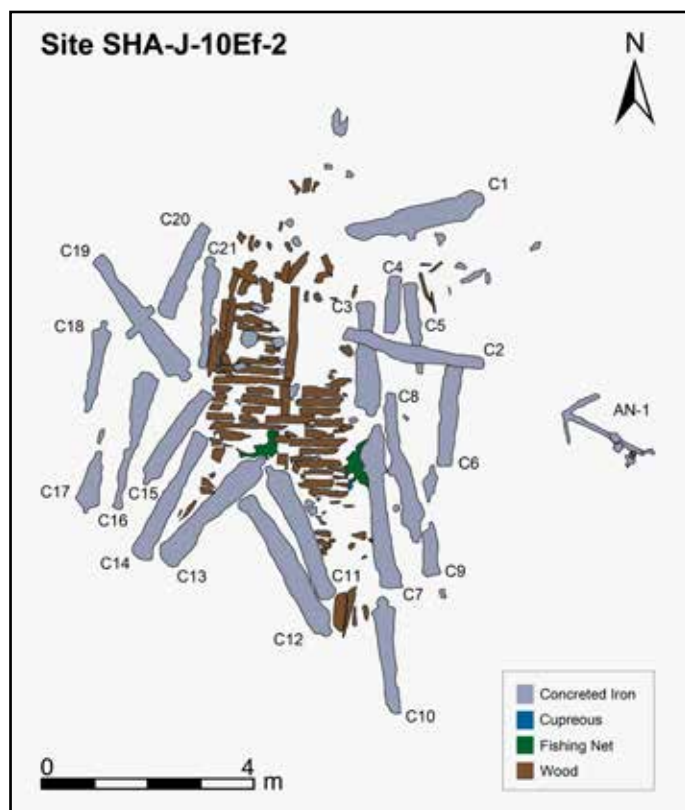 Site SHA-J-10Ef-2
N
C1
C20
C19
C21
C4
C3
C5
C18
C2
C8
AN-1
C6
C17
C15
C16
C14
C13
C11
C9
C7
C12
C10
Concreted Iron
Cupreous
Fishing Net
Wood
0 4
m